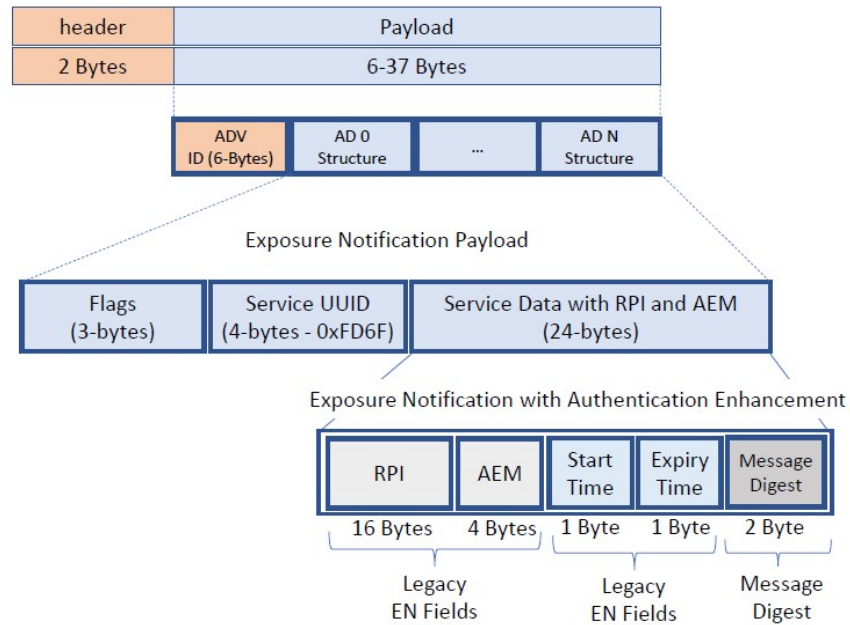 header Payload
2 Bytes 6-37 Bytes
ADV AD 0 ... AD N
ID (6-Bytes) Structure Structure
Exposure Notification Payload
Flags Service UUID Service Data with RPI and AEM
(3-bytes) (4-bytes - 0xFD6F) (24-bytes)
Exposure Notification with Authentication Enhancement
RPI AEM Start Expiry Message
Time Time Digest
16 Bytes 4 Bytes 1 Byte 1 Byte 2 Byte
Legacy Legacy Message
EN Fields EN Fields Digest